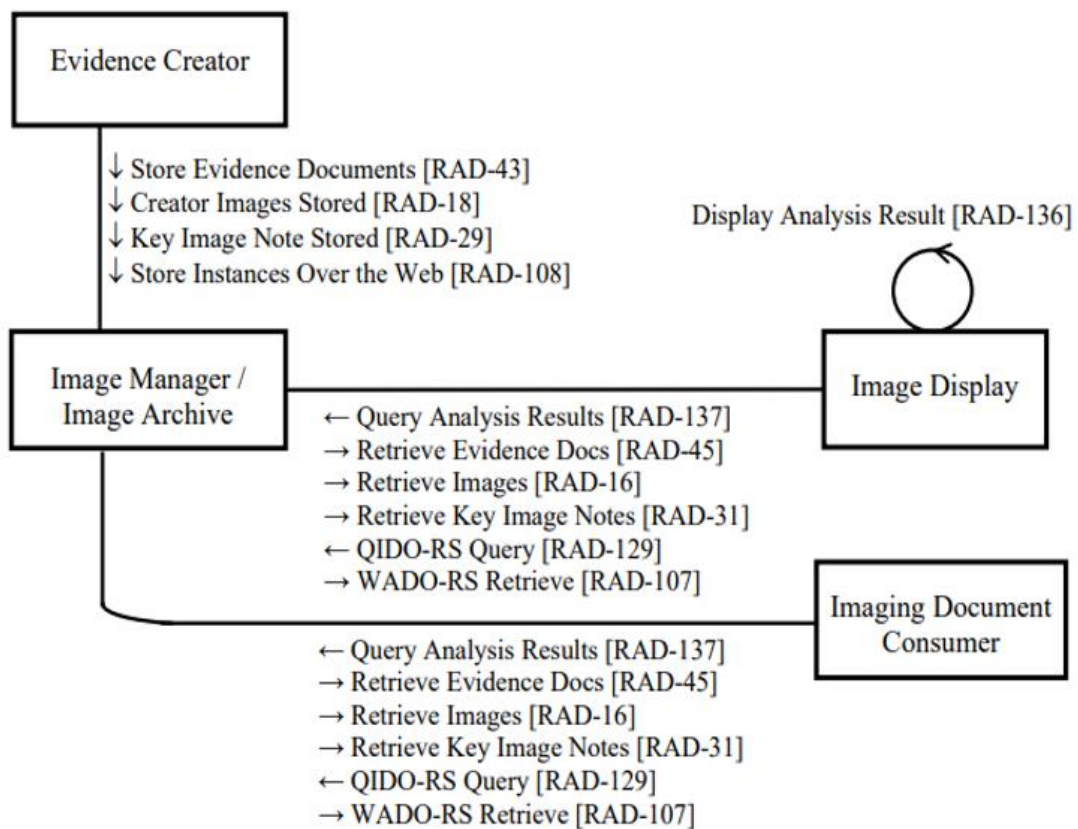 Evidence Creator
↓ Store Evidence Documents [RAD-43]
↓ Creator Images Stored [RAD-18]
↓ Key Image Note Stored [RAD-29]
↓ Store Instances Over the Web [RAD-108]
Display Analysis Result [RAD-136]
Image Manager /
Image Archive
Image Display
← Query Analysis Results [RAD-137]
→ Retrieve Evidence Docs [RAD-45]
→ Retrieve Images [RAD-16]
→ Retrieve Key Image Notes [RAD-31]
← QIDO-RS Query [RAD-129]
→ WADO-RS Retrieve [RAD-107]
Imaging Document
Consumer
← Query Analysis Results [RAD-137]
→ Retrieve Evidence Docs [RAD-45]
→ Retrieve Images [RAD-16]
→ Retrieve Key Image Notes [RAD-31]
← QIDO-RS Query [RAD-129]
→ WADO-RS Retrieve [RAD-107]